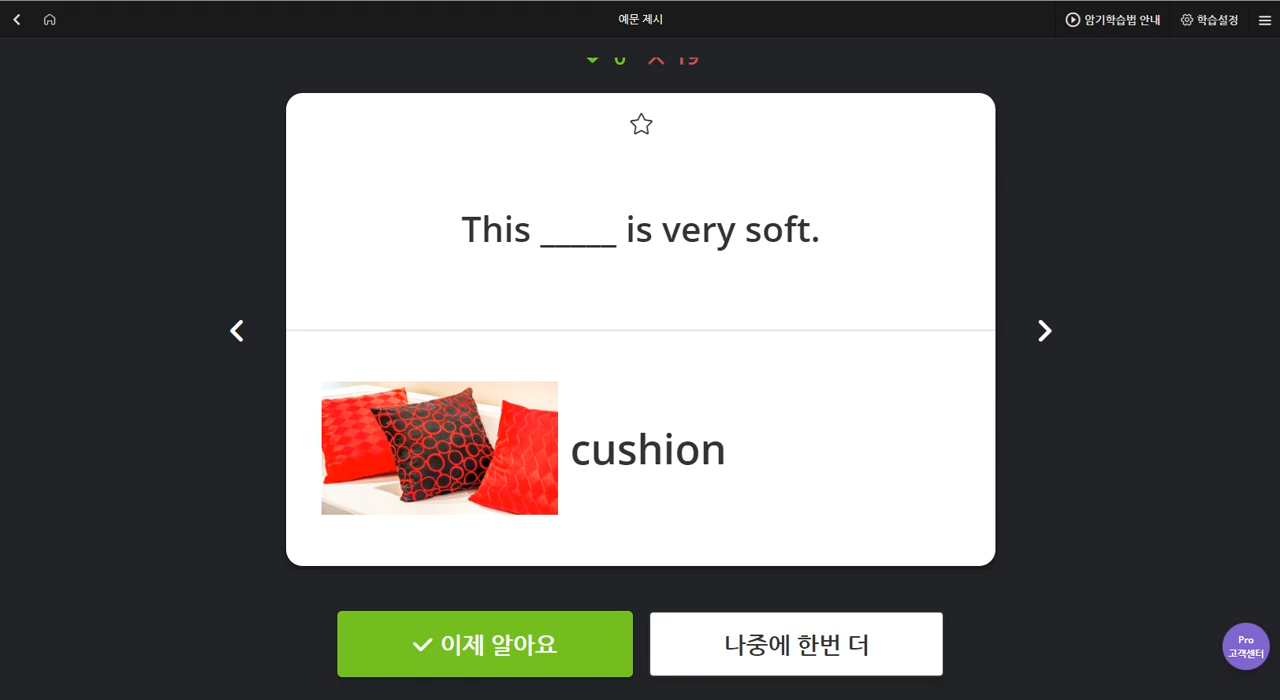 예문 제시
암기학습법 안내
학습설정
This _____ is very soft.
cushion
이제 알아요
나중에 한번 더
Pro
고객센터